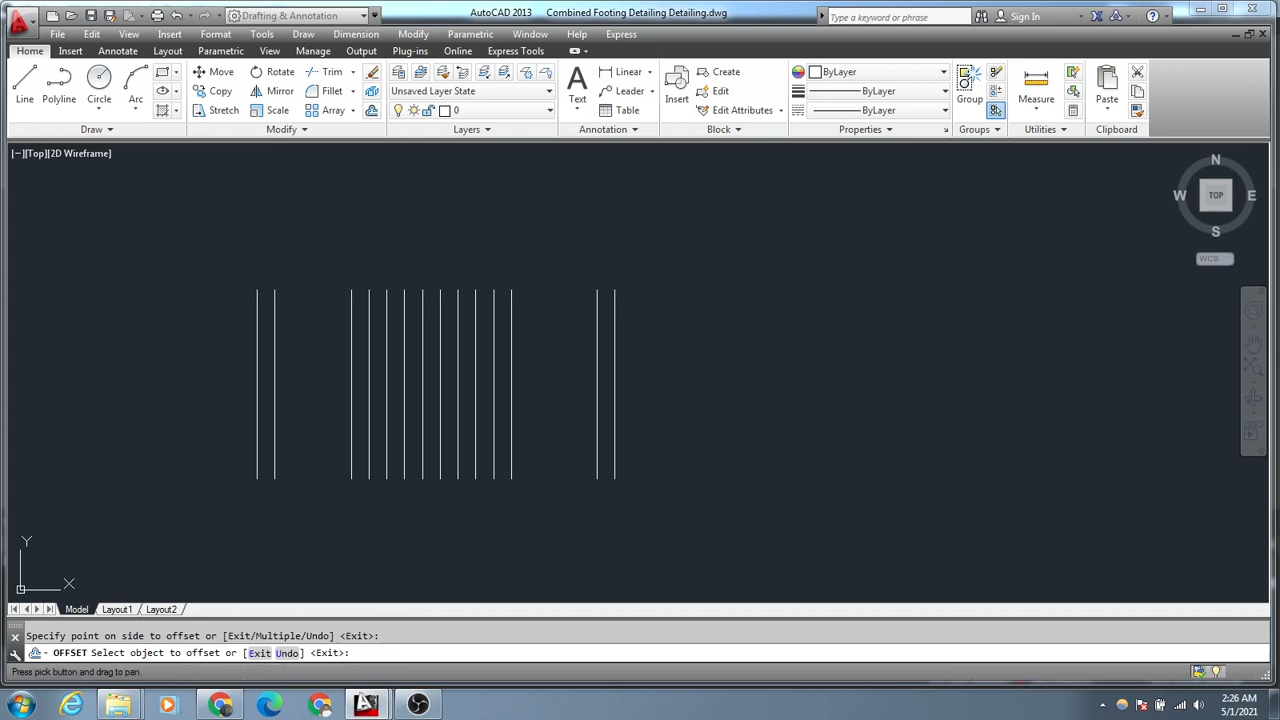 Drafting & Annotation
AutoCAD 2013 Combined Footing Detailing Detailing.dwg
Type a keyword or phrase
Sign In
File Edit View Insert Format Tools Draw Dimension Modify Parametric Window Help Express
Home Insert Annotate Layout Parametric View Manage Output Plug-ins Online Express Tools
Line Polyline Circle Arc
Move Rotate Trim
Copy Mirror Fillet
Stretch Scale Array
Unsaved Layer State
0
Text
Linear
Leader
Table
Insert
Create
Edit
Edit Attributes
ByLayer
ByLayer
ByLayer
Group
Measure
Paste
Draw Modify Layers Annotation Block Properties Groups Utilities Clipboard
[−][Top][2D Wireframe]
N
W TOP E
S
WCS
Y
X
Model Layout1 Layout2
Specify point on side to offset or [Exit/Multiple/Undo] <Exit>:
OFFSET Select object to offset or [Exit Undo] <Exit>:
Press pick button and drag to pan.
2:26 AM
5/1/2021